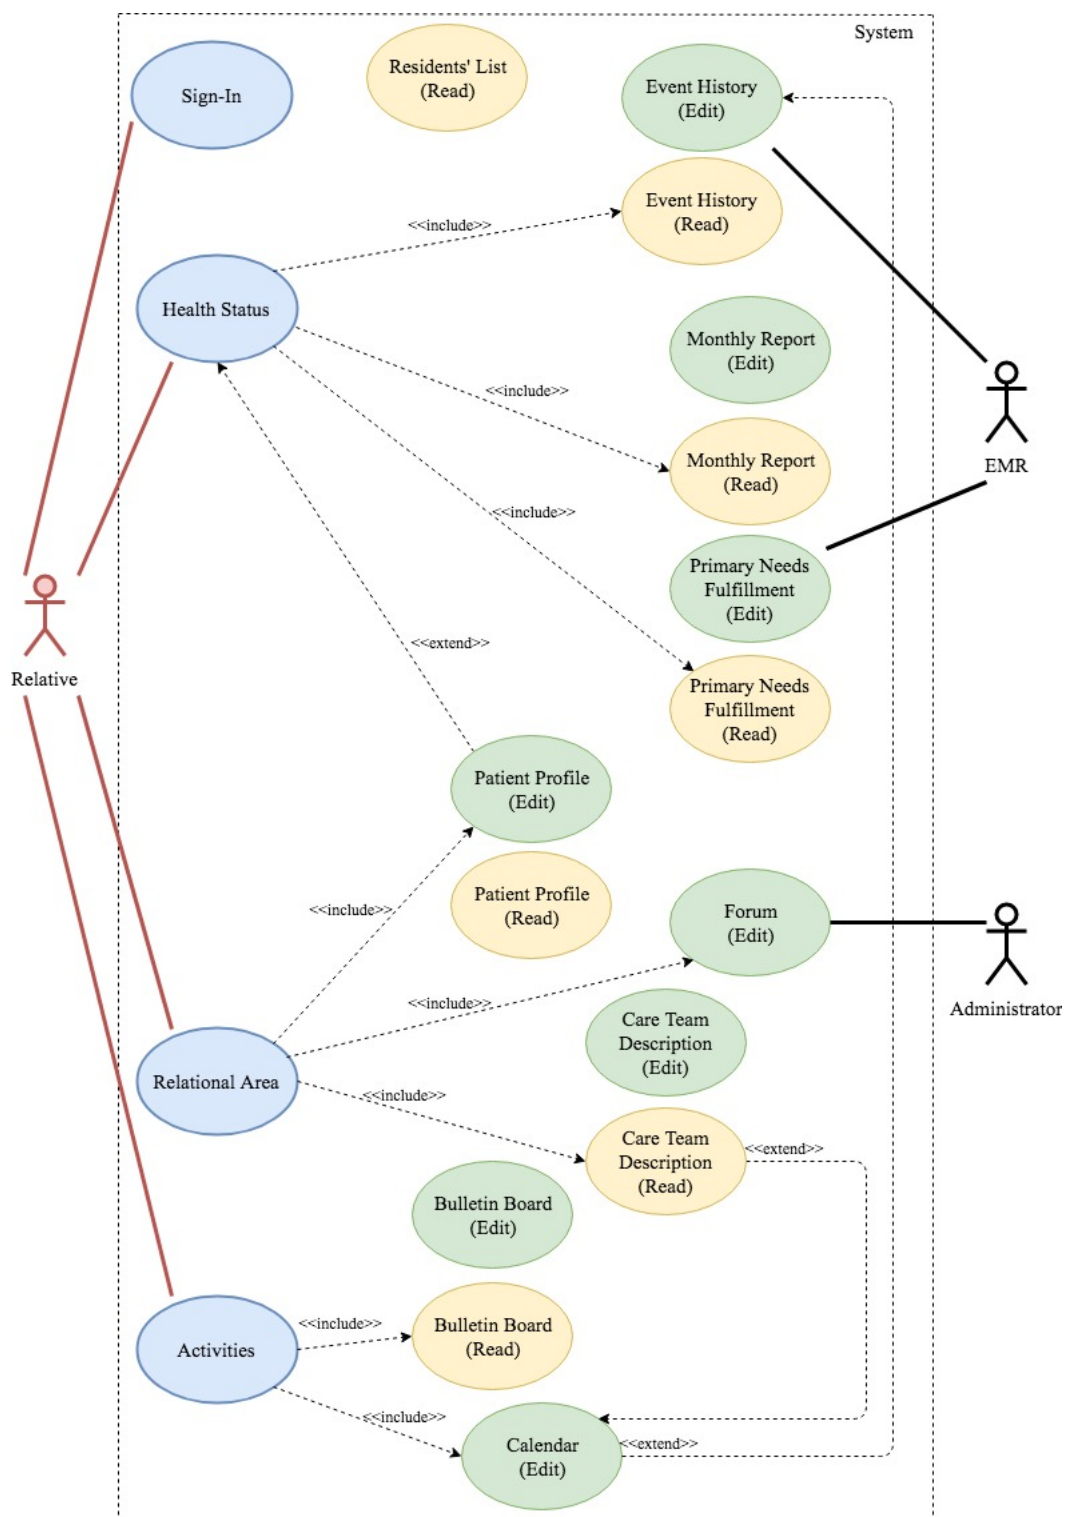 System
Sign-In
Residents' List
(Read)
Event History
(Edit)
Event History
(Read)
<<include>>
Health Status
Monthly Report
(Edit)
<<include>>
Monthly Report
(Read)
EMR
<<include>>
Primary Needs
Fulfillment
(Edit)
<<extend>>
Relative
Primary Needs
Fulfillment
(Read)
Patient Profile
(Edit)
<<include>>
Patient Profile
(Read)
Forum
(Edit)
Administrator
<<include>>
Care Team
Description
(Edit)
Relational Area
<<include>>
Care Team
Description
(Read)
<<extend>>
Bulletin Board
(Edit)
<<include>>
Bulletin Board
(Read)
Activities
<<include>>
Calendar
(Edit)
<<extend>>